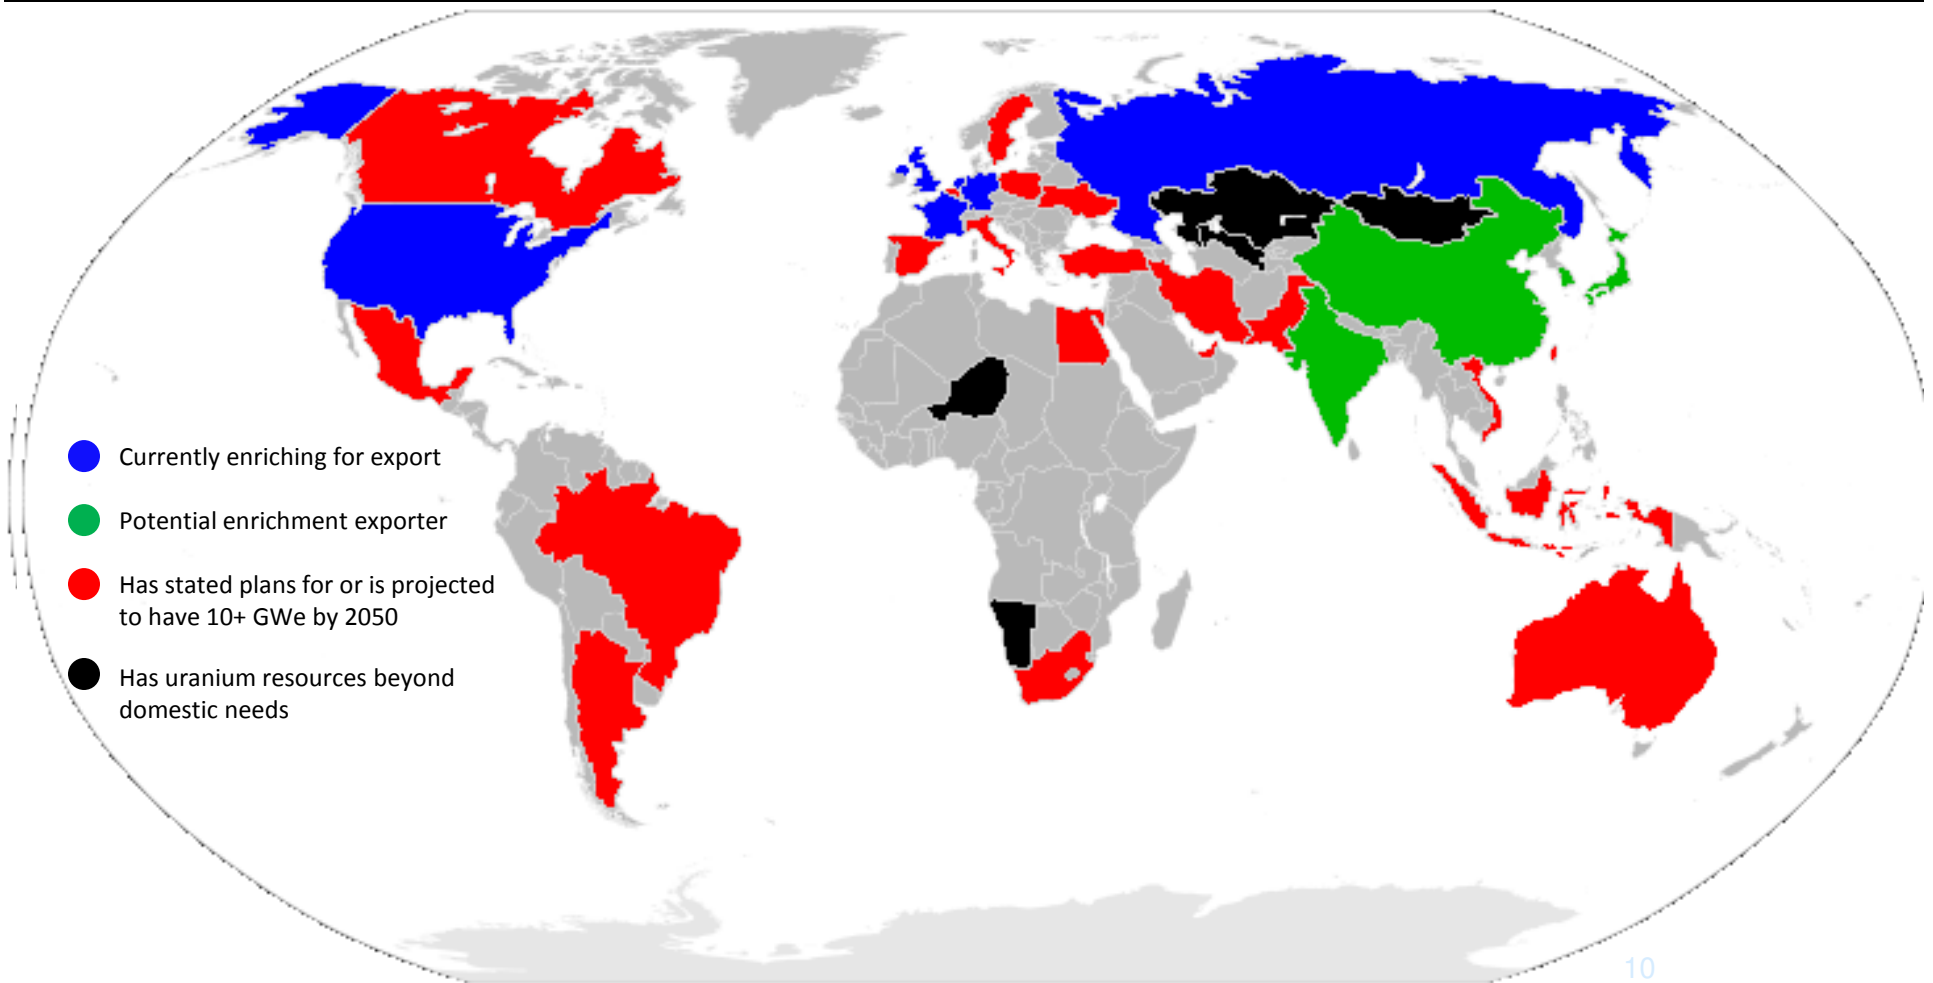 Currently enriching for export
Potential enrichment exporter
Has stated plans for or is projected
to have 10+ GWe by 2050
Has uranium resources beyond
domestic needs
10